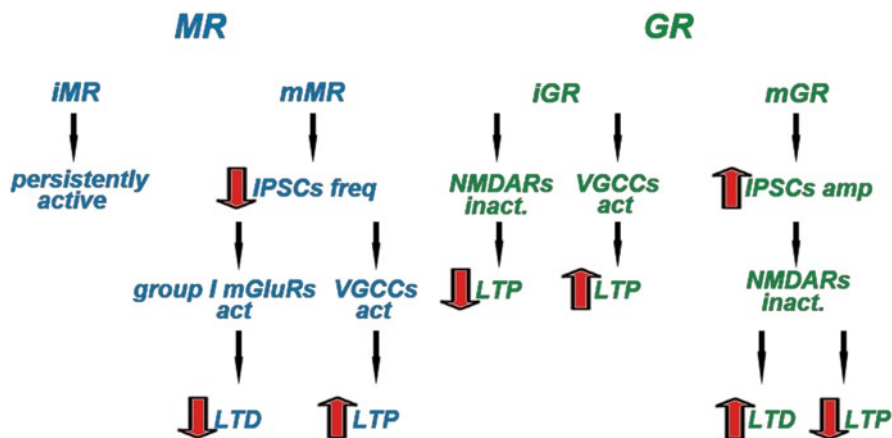 MR
GR
iMR
mMR
iGR
mGR
persistently
active
IPSCs freq
NMDARs
inact.
VGCCs
act
IPSCs amp
group I mGluRs
act
VGCCs
act
LTP
LTP
NMDARs
inact.
LTD
LTP
LTD
LTP